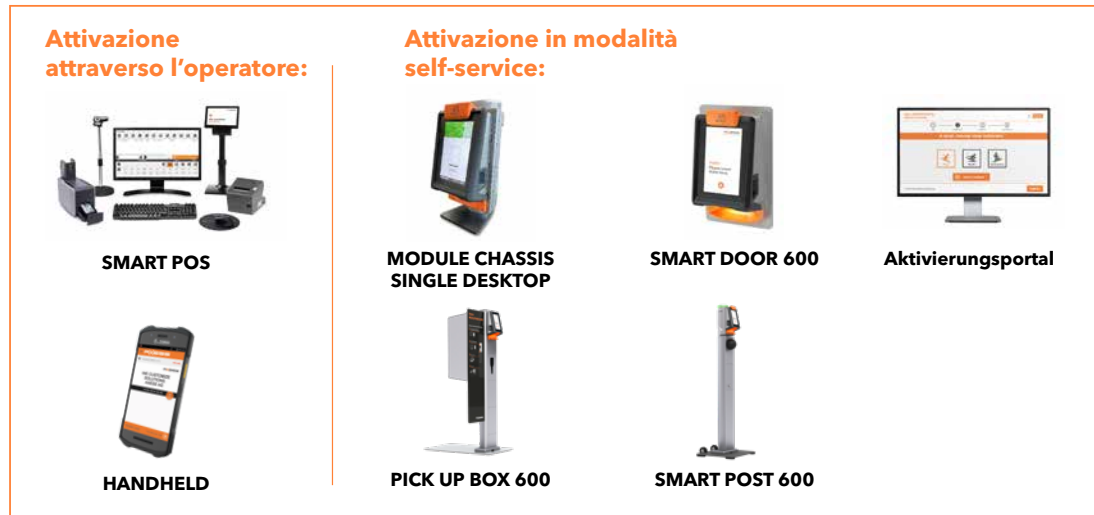 Attivazione
attraverso l’operatore:
Attivazione in modalità
self-service:
SMART POS
MODULE CHASSIS
SINGLE DESKTOP
SMART DOOR 600
Aktivierungsportal
HANDHELD
PICK UP BOX 600
SMART POST 600